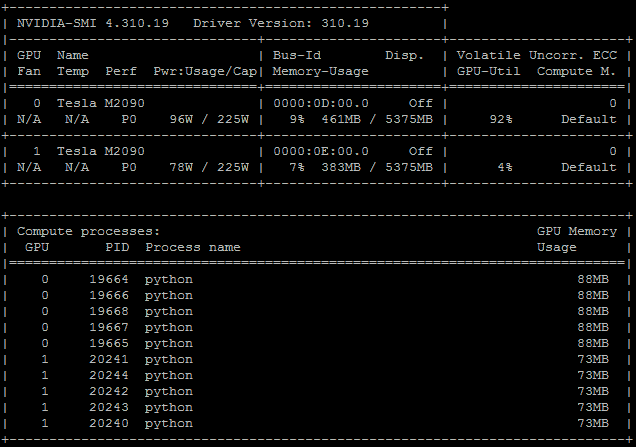 +------------------------------------------------------+
| NVIDIA-SMI 4.310.19   Driver Version: 310.19         |
|-------------------------------+----------------------+----------------------+
| GPU  Name                     | Bus-Id        Disp.  | Volatile Uncorr. ECC |
| Fan  Temp  Perf  Pwr:Usage/Cap| Memory-Usage         | GPU-Util  Compute M. |
|===============================+======================+======================|
|   0  Tesla M2090              | 0000:0D:00.0     Off |                    0 |
| N/A   N/A    P0    96W / 225W |   9%  461MB / 5375MB |     92%      Default |
+-------------------------------+----------------------+----------------------+
|   1  Tesla M2090              | 0000:0E:00.0     Off |                    0 |
| N/A   N/A    P0    78W / 225W |   7%  383MB / 5375MB |      4%      Default |
+-------------------------------+----------------------+----------------------+
+-----------------------------------------------------------------------------+
| Compute processes:                                               GPU Memory |
|  GPU       PID  Process name                                     Usage      |
|=============================================================================|
|    0     19664  python                                                88MB  |
|    0     19666  python                                                88MB  |
|    0     19668  python                                                88MB  |
|    0     19667  python                                                88MB  |
|    0     19665  python                                                88MB  |
|    1     20241  python                                                73MB  |
|    1     20244  python                                                73MB  |
|    1     20242  python                                                73MB  |
|    1     20243  python                                                73MB  |
|    1     20240  python                                                73MB  |
+-----------------------------------------------------------------------------+